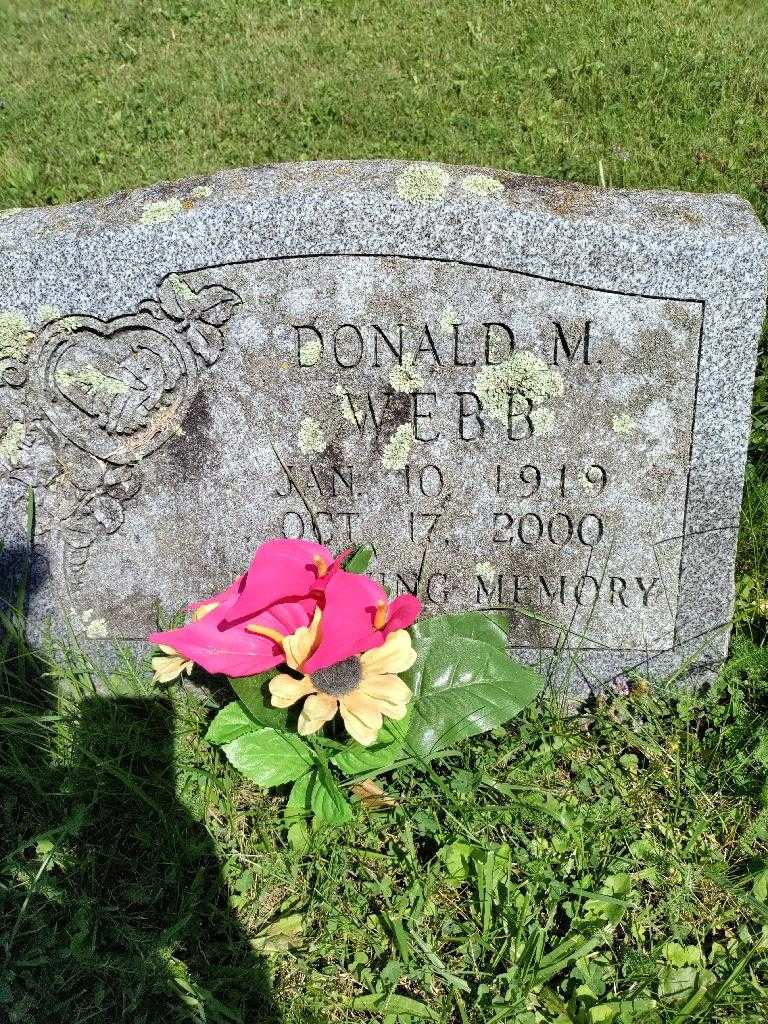 DONALD M.
WEBB
JAN. 10, 1919
OCT. 17, 2000
MEMORY